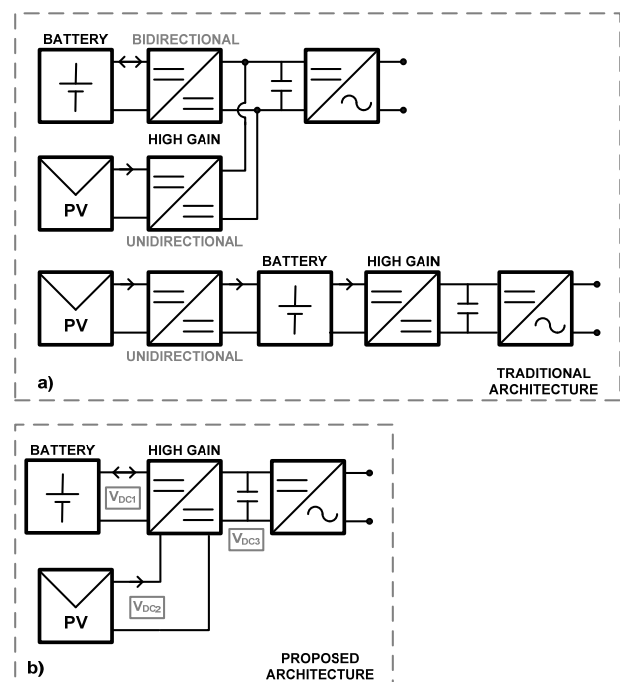 BATTERY BIDIRECTIONAL
HIGH GAIN
PV
UNIDIRECTIONAL
BATTERY HIGH GAIN
PV
UNIDIRECTIONAL
a)
TRADITIONAL
ARCHITECTURE
BATTERY HIGH GAIN
VDC1
VDC3
VDC2
PV
b)
PROPOSED
ARCHITECTURE